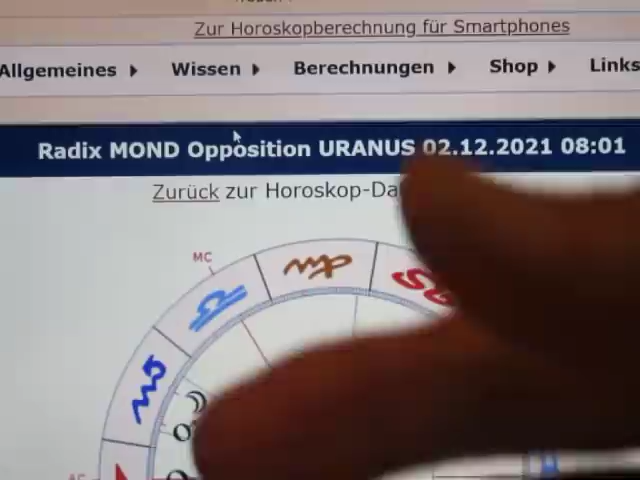 Zur Horoskopberechnung für Smartphones
Allgemeines Wissen Berechnungen Shop Links
Radix MOND Opposition URANUS 02.12.2021 08:01
Zurück zur Horoskop-Da
MC